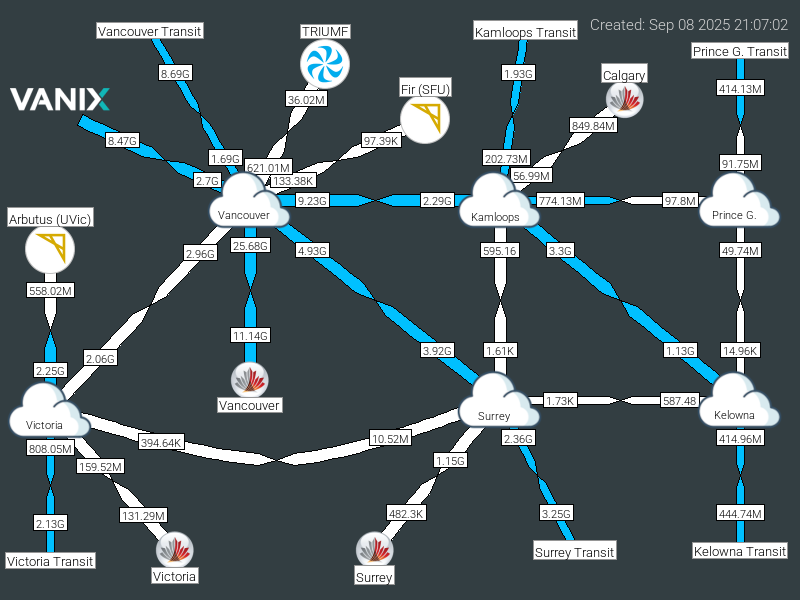 Created: Sep 08 2025 21:07:02
Vancouver Transit
TRIUMF
Kamloops Transit
Prince G. Transit
8.69G
1.93G
Calgary
414.13M
Fir (SFU)
36.02M
VANIX
849.84M
8.47G
97.39K
1.69G
202.73M
91.75M
621.01M
56.99M
2.7G
133.38K
9.23G
2.29G
774.13M
97.8M
Vancouver
Kamloops
Prince G.
Arbutus (UVic)
2.96G
25.68G
4.93G
595.16
3.3G
49.74M
558.02M
11.14G
2.06G
3.92G
1.61K
1.13G
14.96K
2.25G
Vancouver
1.73K
587.48
Victoria
Surrey
Kelowna
394.64K
10.52M
2.36G
414.96M
808.05M
159.52M
1.15G
131.29M
482.3K
3.25G
444.74M
2.13G
Victoria Transit
Victoria
Surrey
Surrey Transit
Kelowna Transit